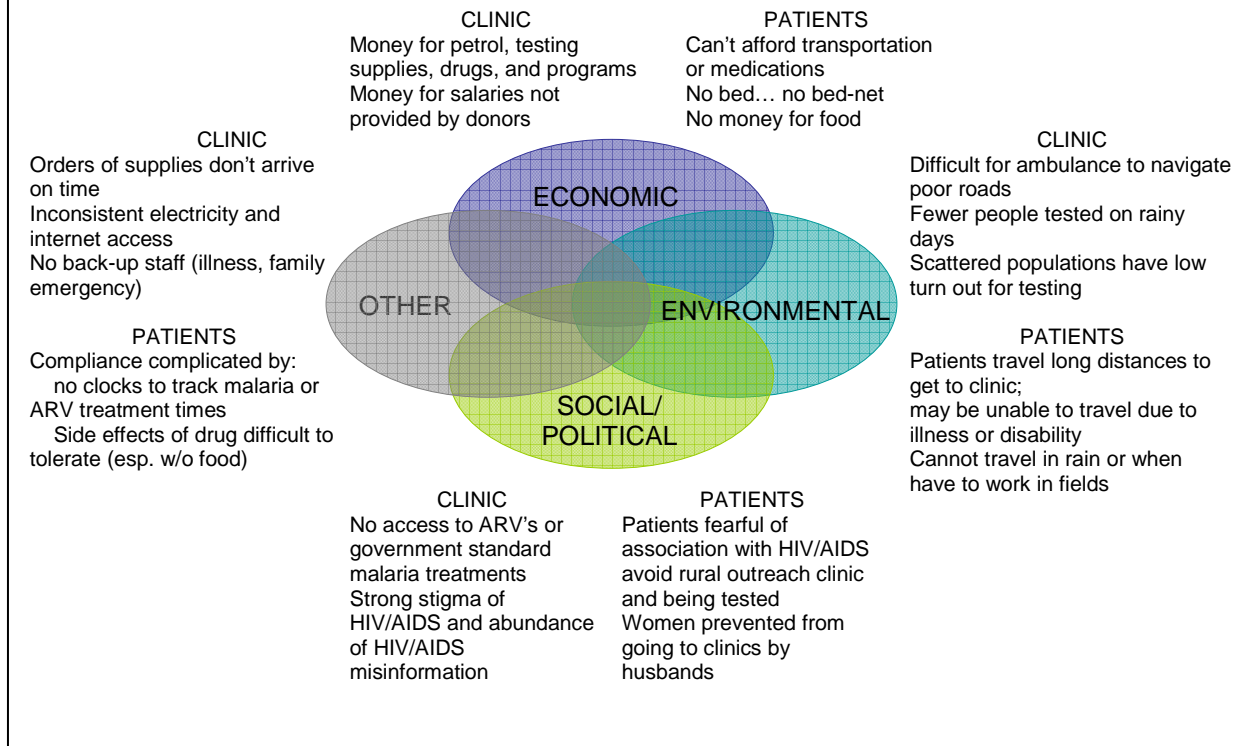 CLINIC
Money for petrol, testing
supplies, drugs, and programs
Money for salaries not
provided by donors
PATIENTS
Can't afford transportation
or medications
No bed… no bed-net
No money for food
CLINIC
Orders of supplies don't arrive
on time
Inconsistent electricity and
internet access
No back-up staff (illness, family
emergency)
PATIENTS
Compliance complicated by:
no clocks to track malaria or
ARV treatment times
Side effects of drug difficult to
tolerate (esp. w/o food)
ECONOMIC
OTHER
ENVIRONMENTAL
SOCIAL/
POLITICAL
CLINIC
Difficult for ambulance to navigate
poor roads
Fewer people tested on rainy
days
Scattered populations have low
turn out for testing
PATIENTS
Patients travel long distances to
get to clinic;
may be unable to travel due to
illness or disability
Cannot travel in rain or when
have to work in fields
CLINIC
No access to ARV's or
government standard
malaria treatments
Strong stigma of
HIV/AIDS and abundance
of HIV/AIDS
misinformation
PATIENTS
Patients fearful of
association with HIV/AIDS
avoid rural outreach clinic
and being tested
Women prevented from
going to clinics by
husbands